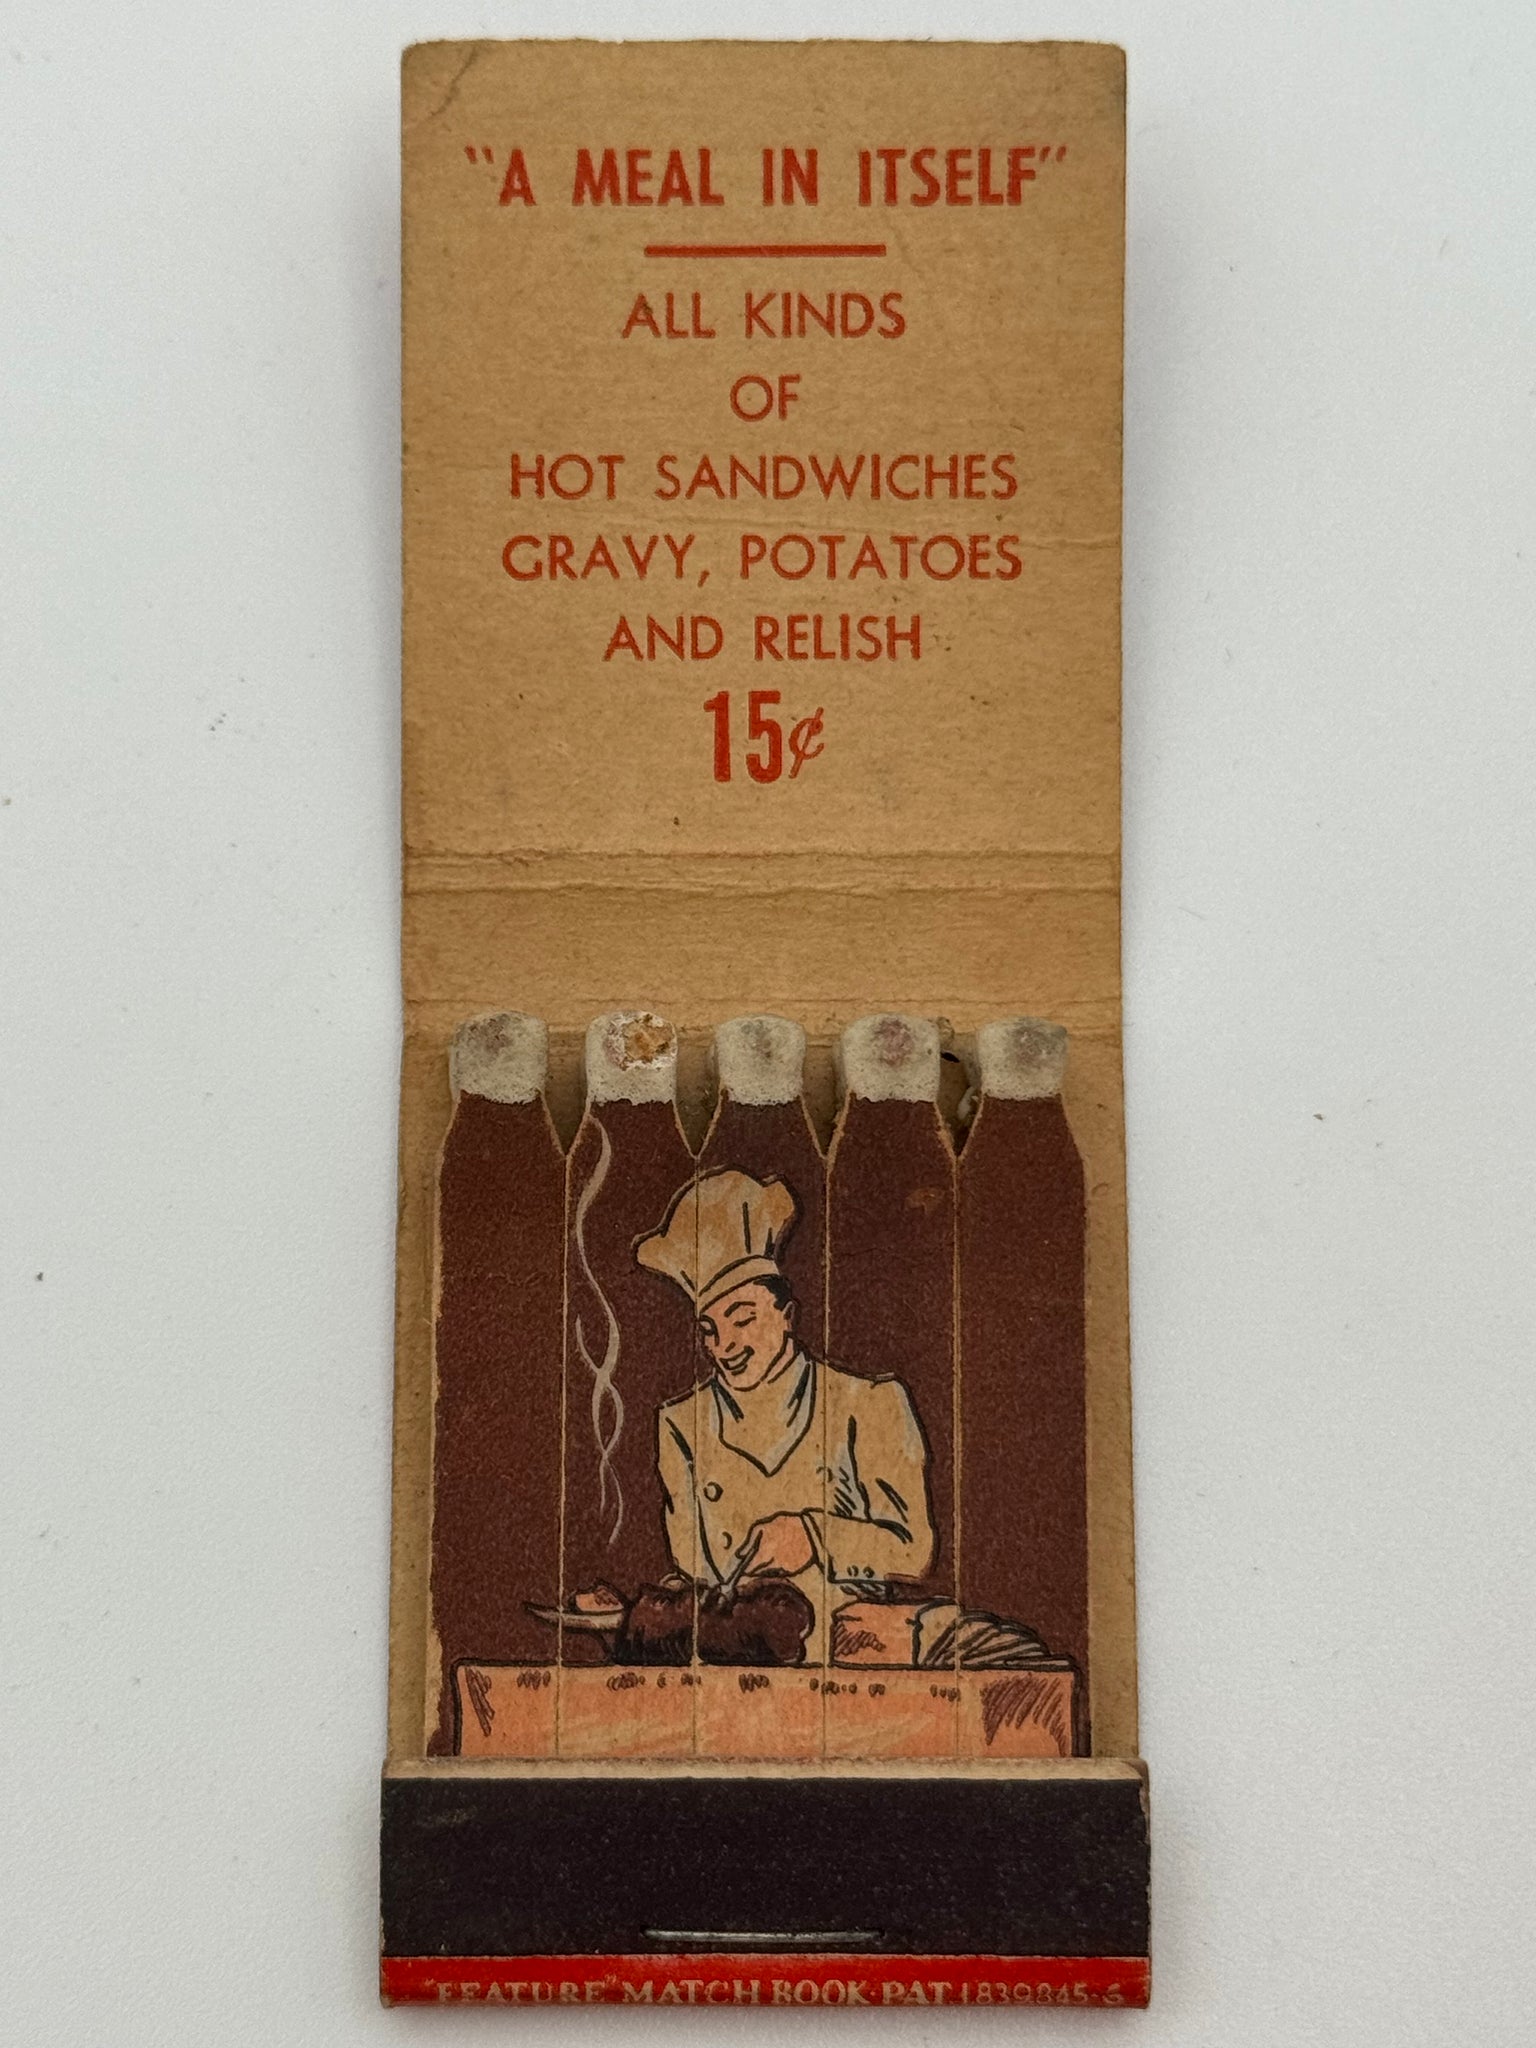 "A MEAL IN ITSELF"
ALL KINDS
OF
HOT SANDWICHES
GRAVY, POTATOES
AND RELISH
15¢
"FEATURE" MATCH BOOK·PAT. 1839845-6